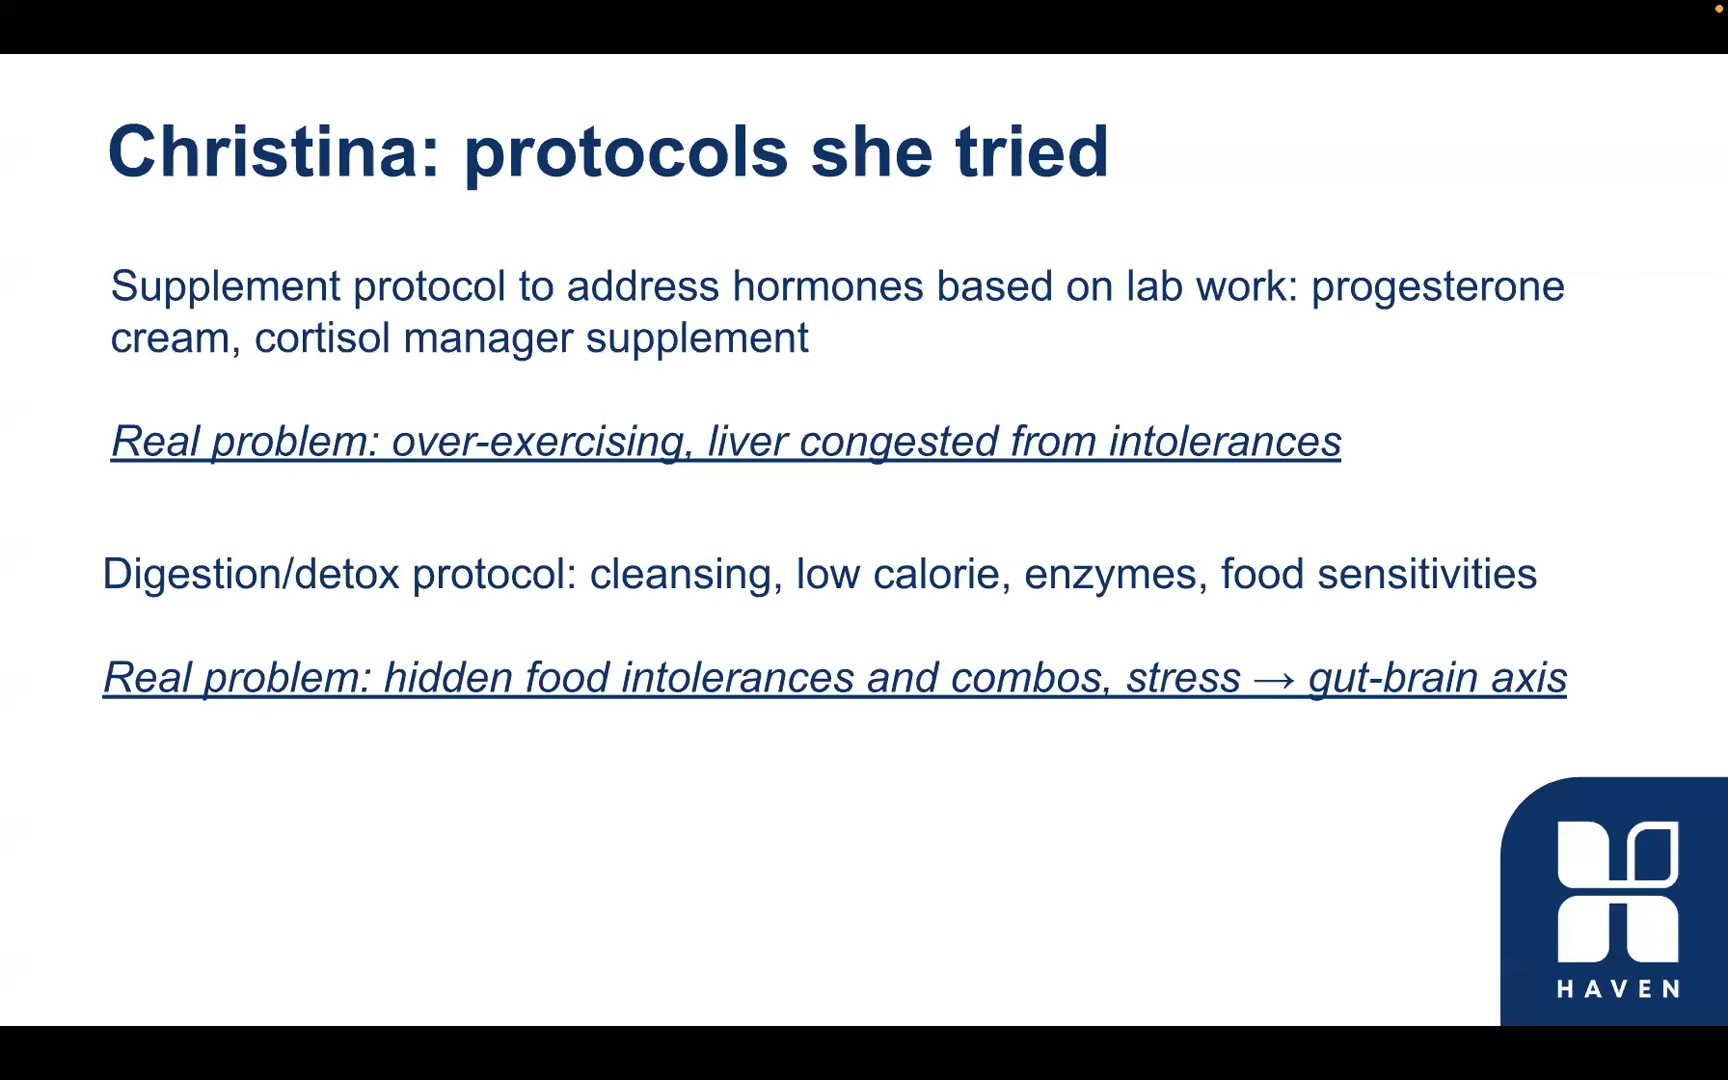 Christina: protocols she tried
Supplement protocol to address hormones based on lab work: progesterone
cream, cortisol manager supplement
Real problem: over-exercising, liver congested from intolerances
Digestion/detox protocol: cleansing, low calorie, enzymes, food sensitivities
Real problem: hidden food intolerances and combos, stress → gut-brain axis
HAVEN